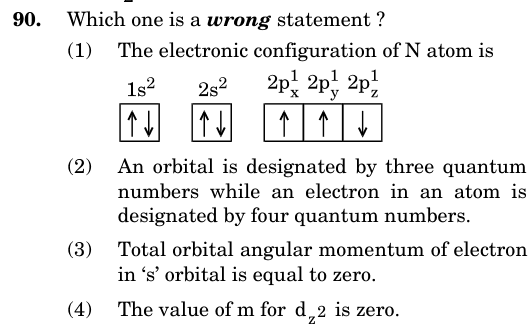 90. Which one is a wrong statement ?
(1) The electronic configuration of N atom is
1s² 2s² 2p¹ₓ 2p¹ᵧ 2p¹_z
↑↓ ↑↓ ↑ ↑ ↓
(2) An orbital is designated by three quantum
numbers while an electron in an atom is
designated by four quantum numbers.
(3) Total orbital angular momentum of electron
in ‘s’ orbital is equal to zero.
(4) The value of m for d_z2 is zero.